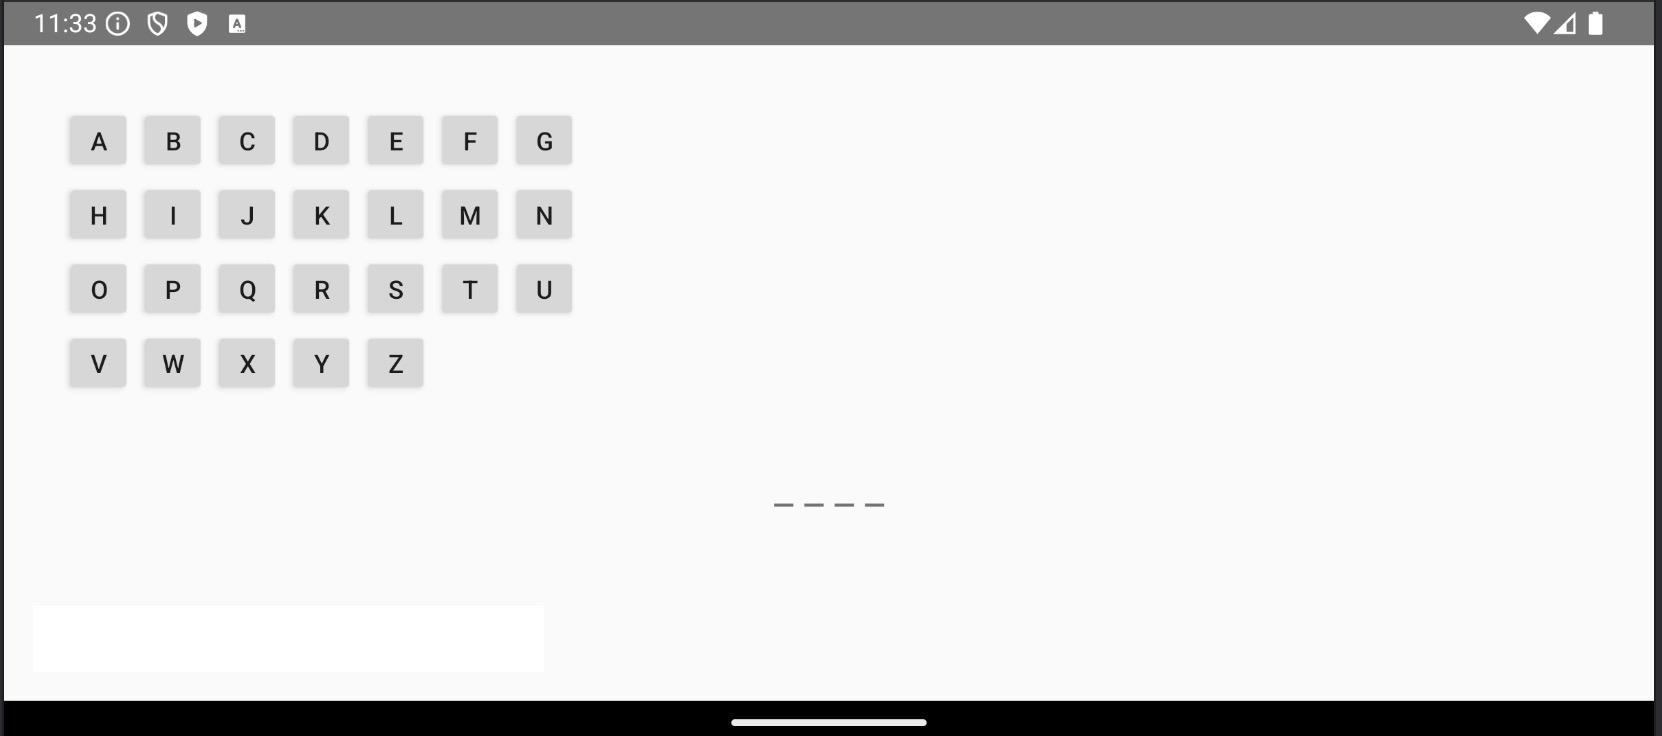 11:33
A B C D E F G
H I J K L M N
O P Q R S T U
V W X Y Z
_ _ _ _